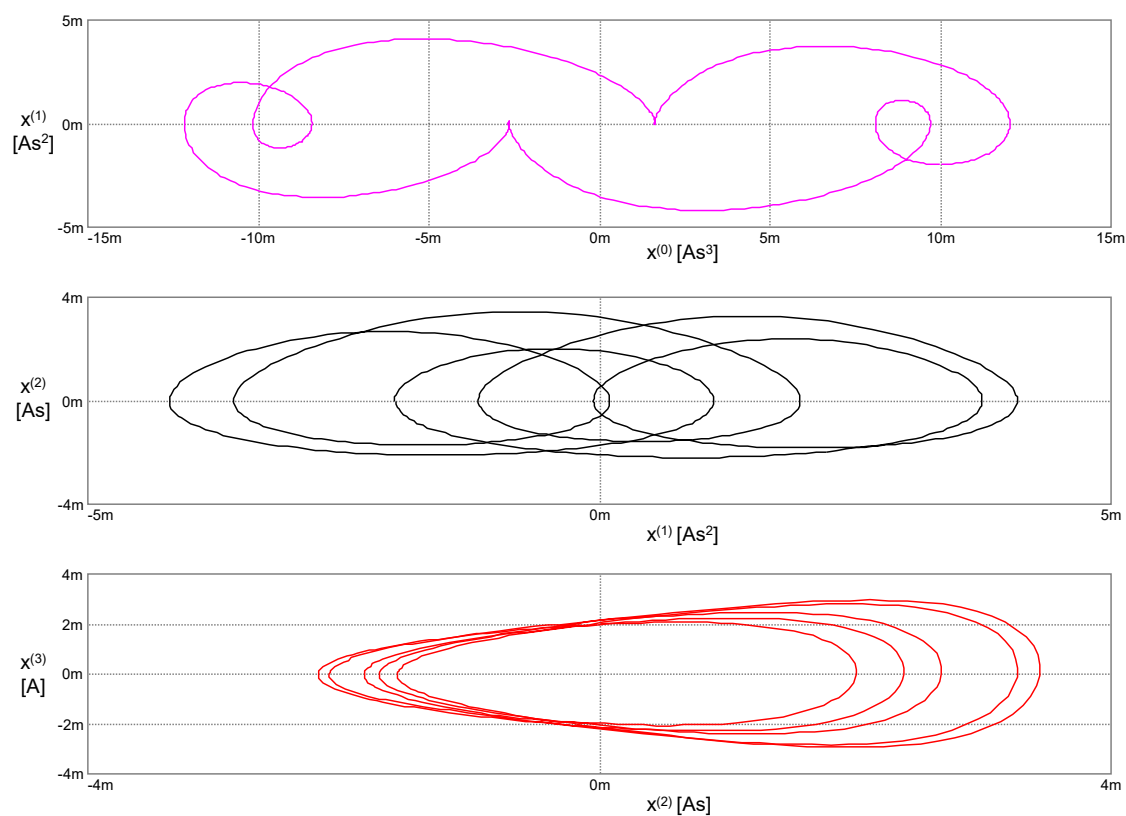 5m
x⁽¹⁾
[As²]
0m
-5m
-15m -10m -5m 0m 5m 10m 15m
x⁽⁰⁾ [As³]
4m
x⁽²⁾
[As]
0m
-4m
-5m 0m 5m
x⁽¹⁾ [As²]
4m
2m
x⁽³⁾
[A]
0m
-2m
-4m
-4m 0m 4m
x⁽²⁾ [As]